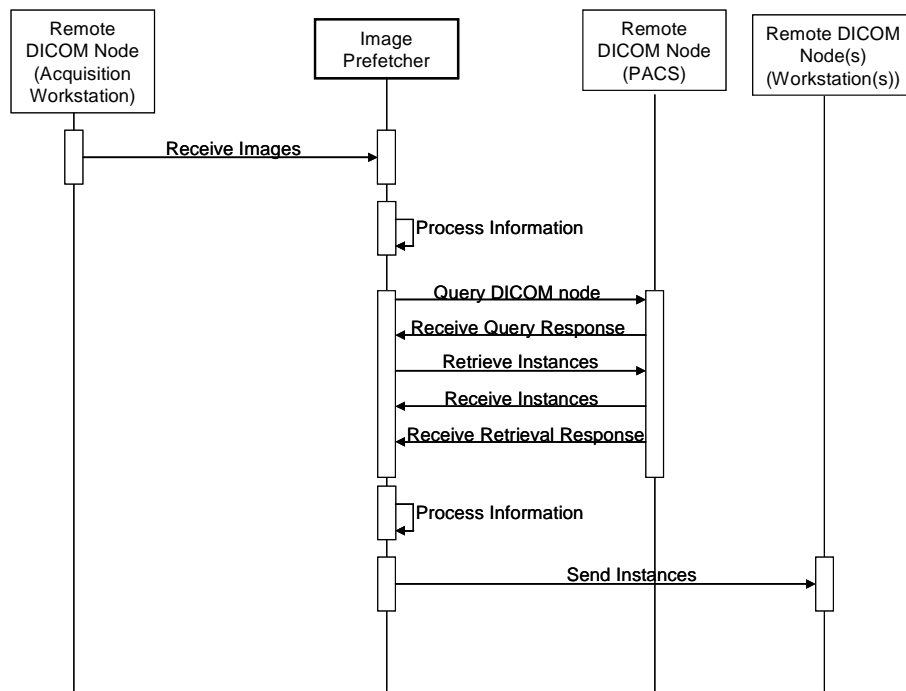 Remote
DICOM Node
(Acquisition
Workstation)
Image
Prefetcher
Remote
DICOM Node
(PACS)
Remote DICOM
Node(s)
(Workstation(s))
Receive Images
Process Information
Query DICOM node
Receive Query Response
Retrieve Instances
Receive Instances
Receive Retrieval Response
Process Information
Send Instances